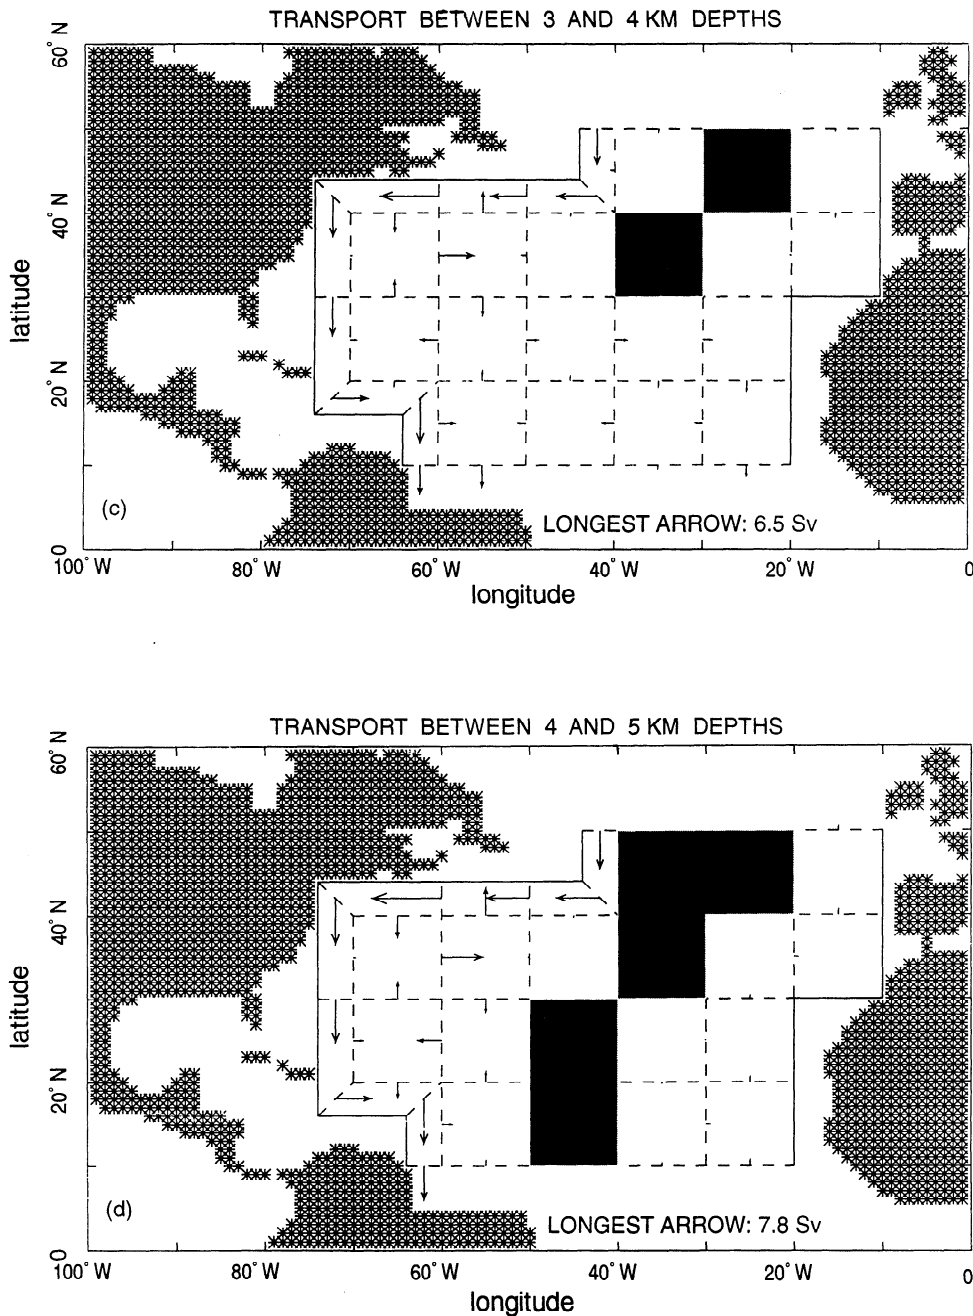 TRANSPORT BETWEEN 3 AND 4 KM DEPTHS
60° N
40° N
20° N
0
latitude
(c)
LONGEST ARROW: 6.5 Sv
100° W 80° W 60° W 40° W 20° W 0
longitude
TRANSPORT BETWEEN 4 AND 5 KM DEPTHS
60° N
40° N
20° N
0
latitude
(d)
LONGEST ARROW: 7.8 Sv
100° W 80° W 60° W 40° W 20° W 0
longitude